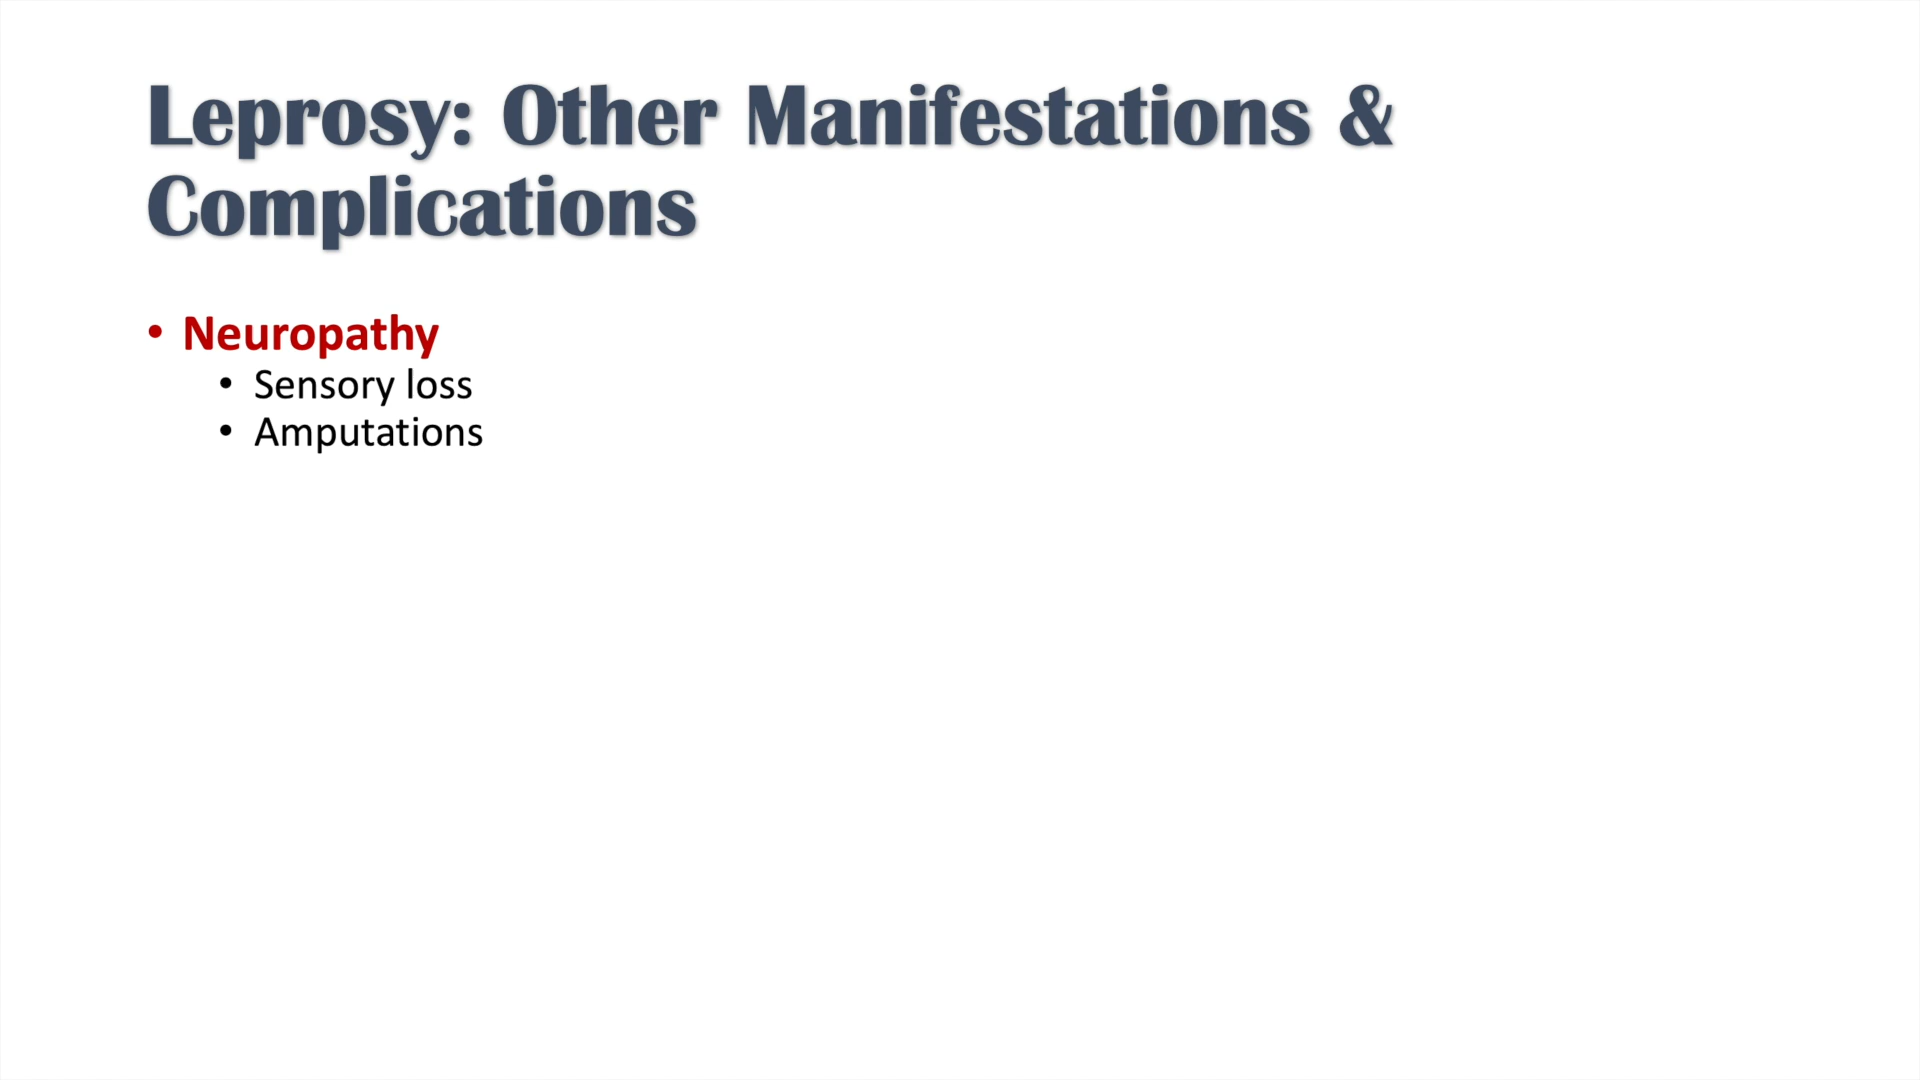 Leprosy: Other Manifestations &
Complications
• Neuropathy
• Sensory loss
• Amputations